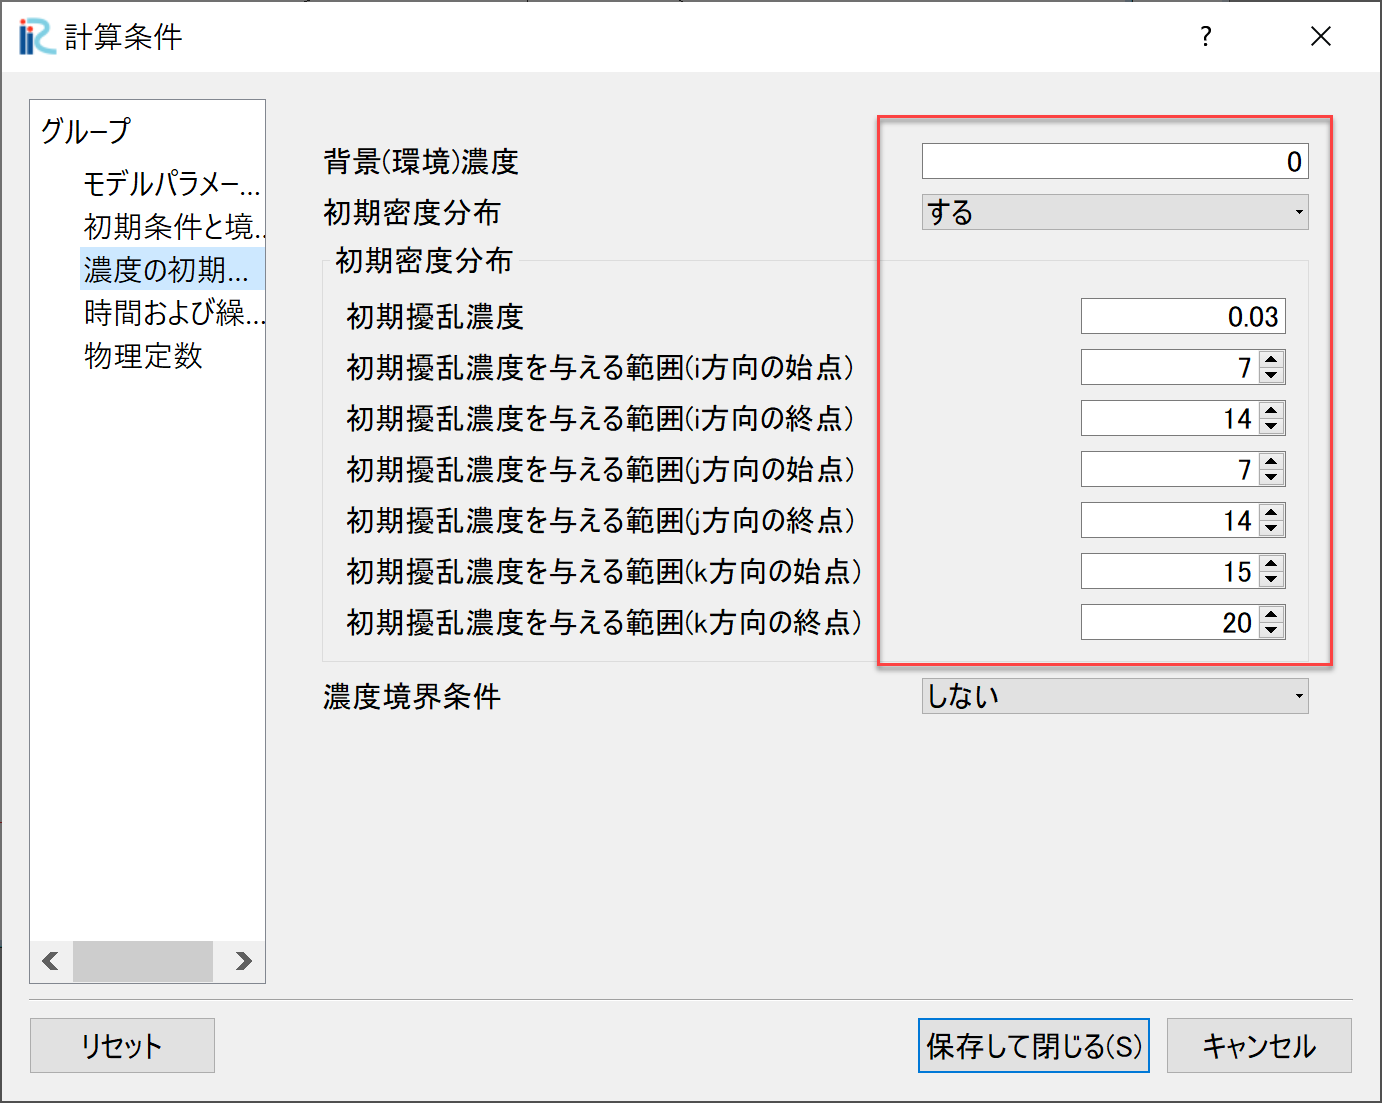 iRIC 計算条件 ?
グループ
モデルパラメー...
初期条件と境...
濃度の初期...
時間および繰...
物理定数
背景(環境)濃度 0
初期密度分布 する
初期密度分布
初期擾乱濃度 0.03
初期擾乱濃度を与える範囲(i方向の始点) 7
初期擾乱濃度を与える範囲(i方向の終点) 14
初期擾乱濃度を与える範囲(j方向の始点) 7
初期擾乱濃度を与える範囲(j方向の終点) 14
初期擾乱濃度を与える範囲(k方向の始点) 15
初期擾乱濃度を与える範囲(k方向の終点) 20
濃度境界条件 しない
リセット 保存して閉じる(S) キャンセル